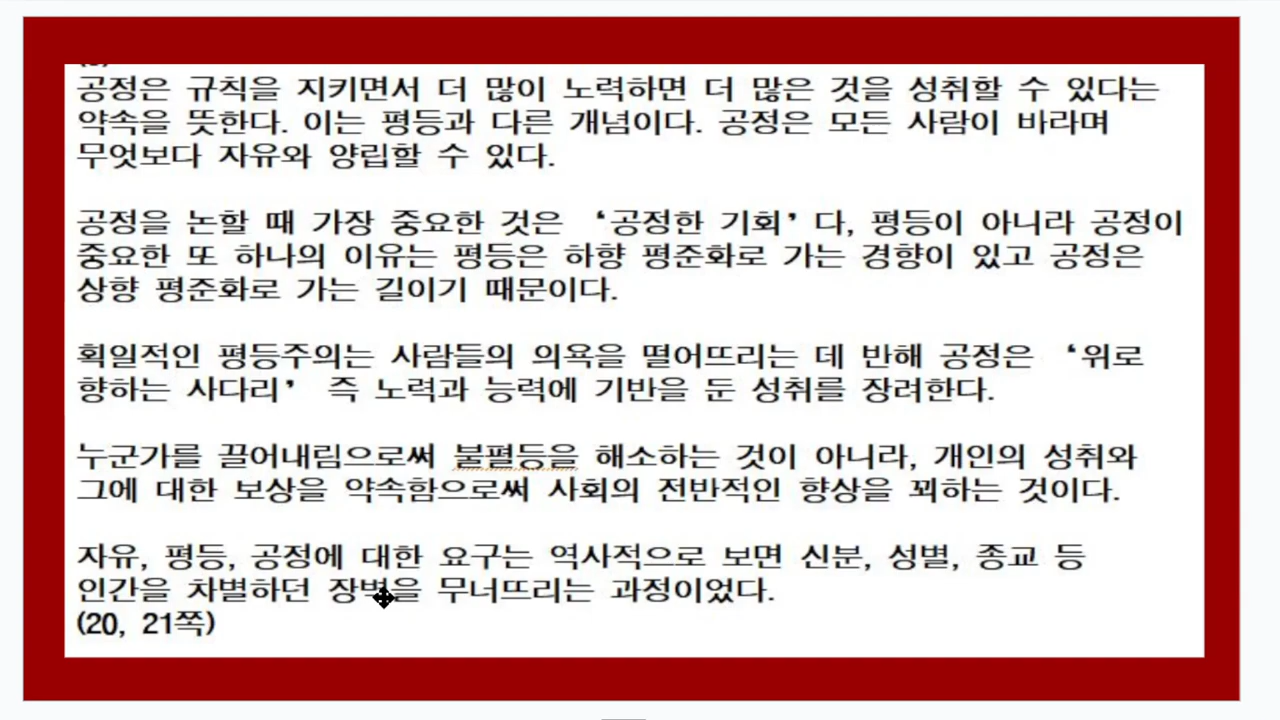 공정은 규칙을 지키면서 더 많이 노력하면 더 많은 것을 성취할 수 있다는
약속을 뜻한다. 이는 평등과 다른 개념이다. 공정은 모든 사람이 바라며
무엇보다 자유와 양립할 수 있다.
공정을 논할 때 가장 중요한 것은 ‘공정한 기회’다, 평등이 아니라 공정이
중요한 또 하나의 이유는 평등은 하향 평준화로 가는 경향이 있고 공정은
상향 평준화로 가는 길이기 때문이다.
획일적인 평등주의는 사람들의 의욕을 떨어뜨리는 데 반해 공정은 ‘위로
향하는 사다리’ 즉 노력과 능력에 기반을 둔 성취를 장려한다.
누군가를 끌어내림으로써 불펼등을 해소하는 것이 아니라, 개인의 성취와
그에 대한 보상을 약속함으로써 사회의 전반적인 향상을 꾀하는 것이다.
자유, 평등, 공정에 대한 요구는 역사적으로 보면 신분, 성별, 종교 등
인간을 차별하던 장벽을 무너뜨리는 과정이었다.
(20, 21쪽)